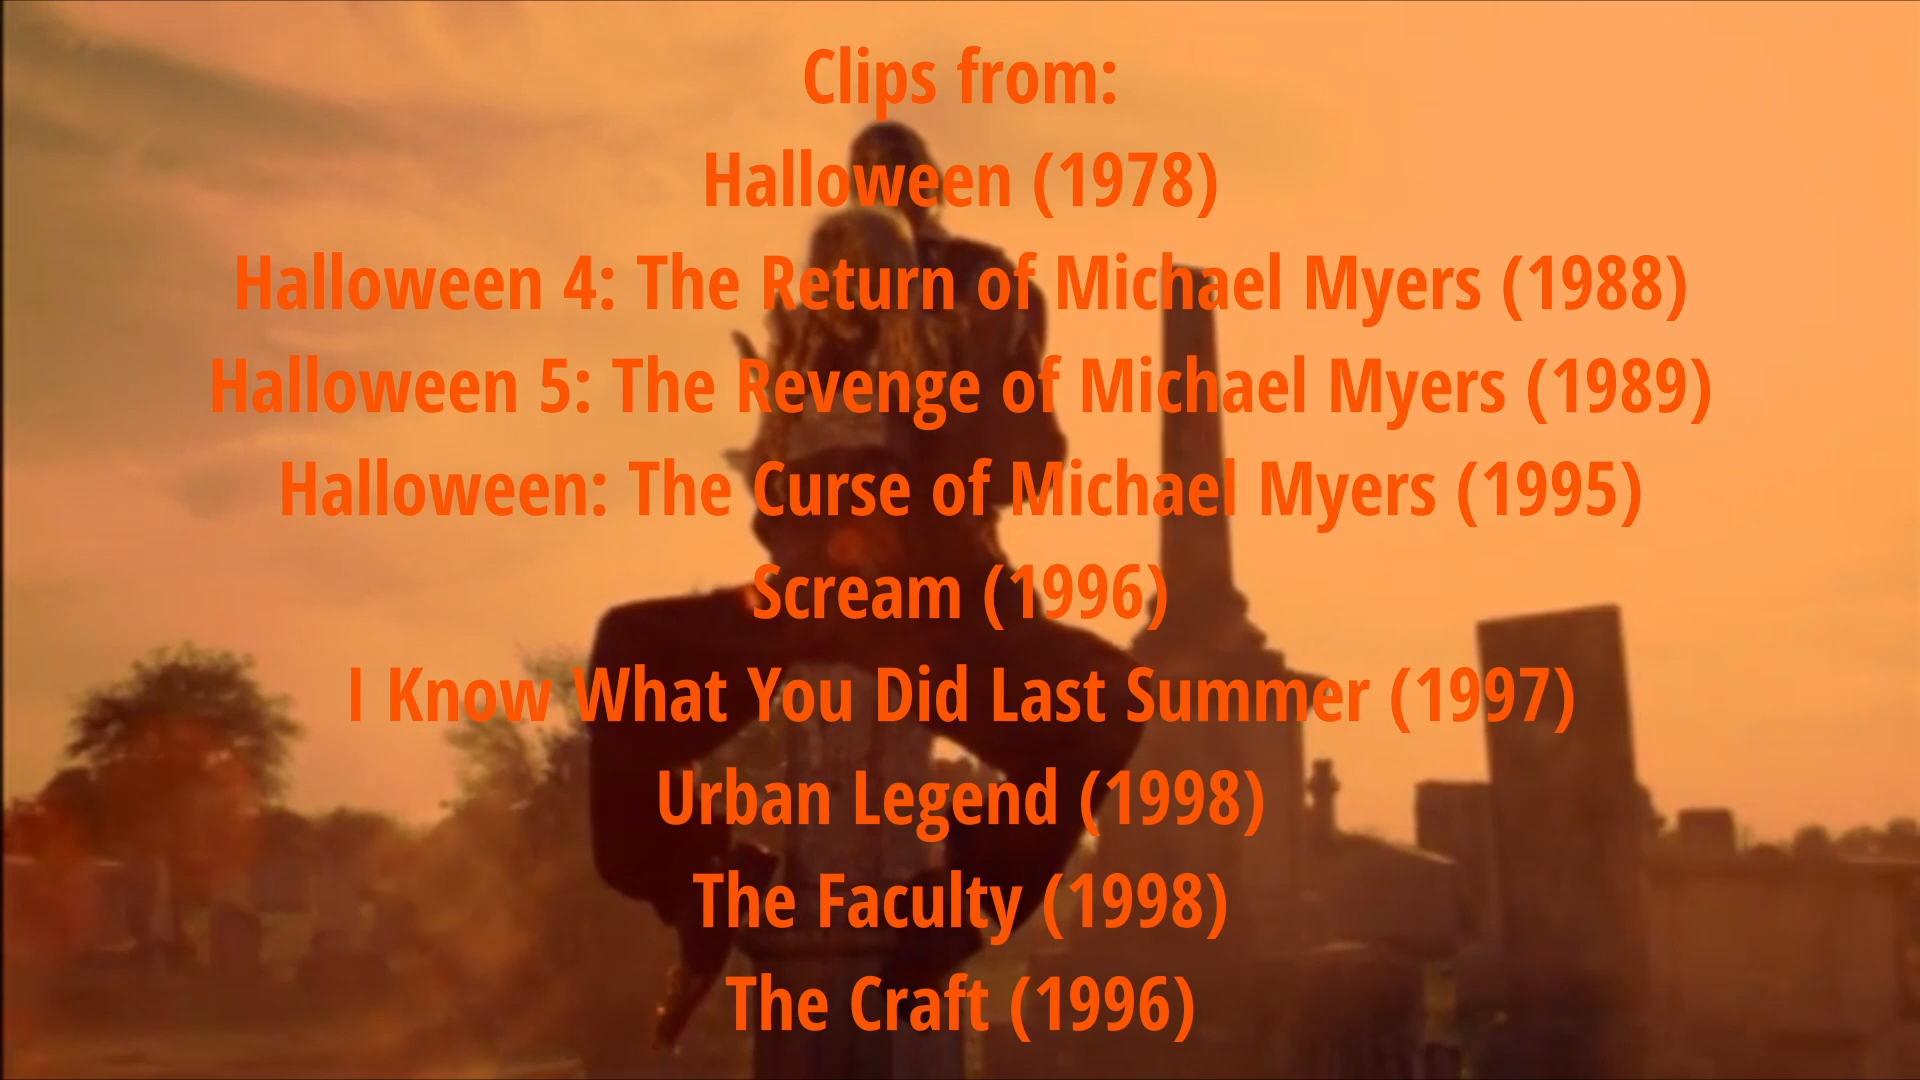 Clips from:
Halloween (1978)
Halloween 4: The Return of Michael Myers (1988)
Halloween 5: The Revenge of Michael Myers (1989)
Halloween: The Curse of Michael Myers (1995)
Scream (1996)
I Know What You Did Last Summer (1997)
Urban Legend (1998)
The Faculty (1998)
The Craft (1996)